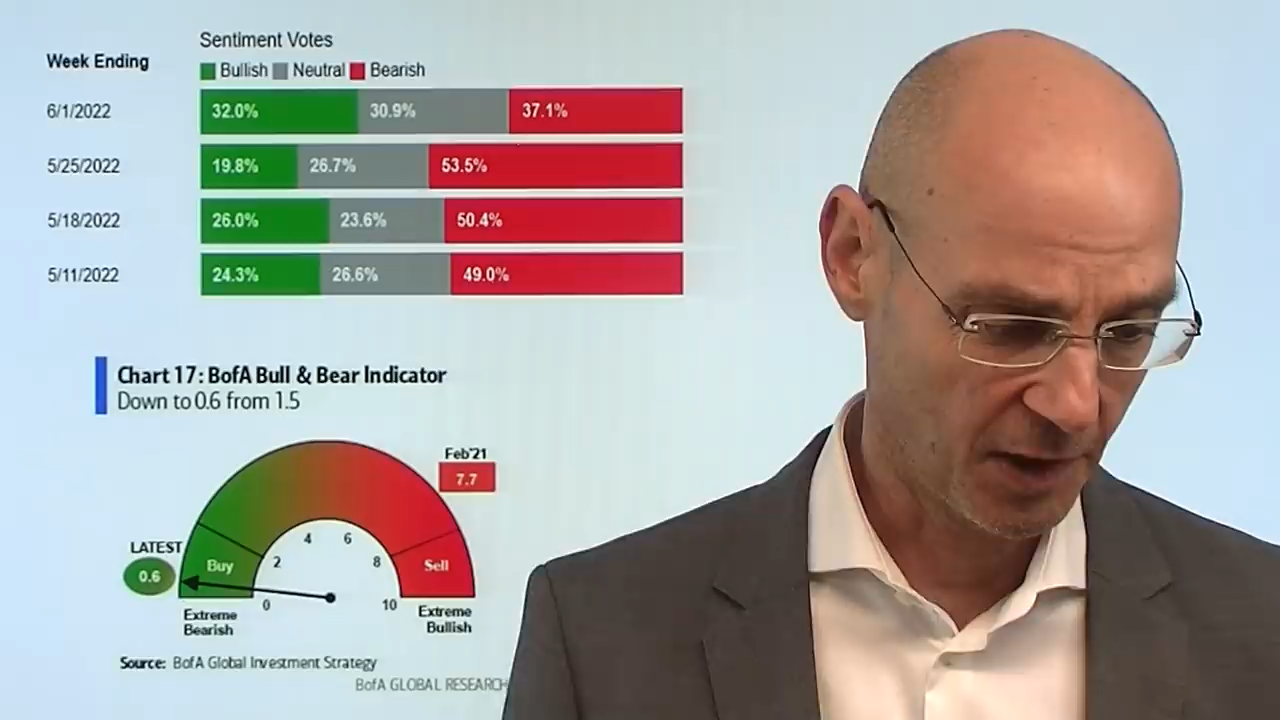 Sentiment Votes
Week Ending
Bullish Neutral Bearish
6/1/2022 32.0% 30.9% 37.1%
5/25/2022 19.8% 26.7% 53.5%
5/18/2022 26.0% 23.6% 50.4%
5/11/2022 24.3% 26.6% 49.0%
Chart 17: BofA Bull & Bear Indicator
Down to 0.6 from 1.5
Feb'21
7.7
4 6
LATEST
0.6
Buy 2 8 Sell
0 10
Extreme Bearish
Extreme Bullish
Source: BofA Global Investment Strategy
BofA GLOBAL RESEARCH